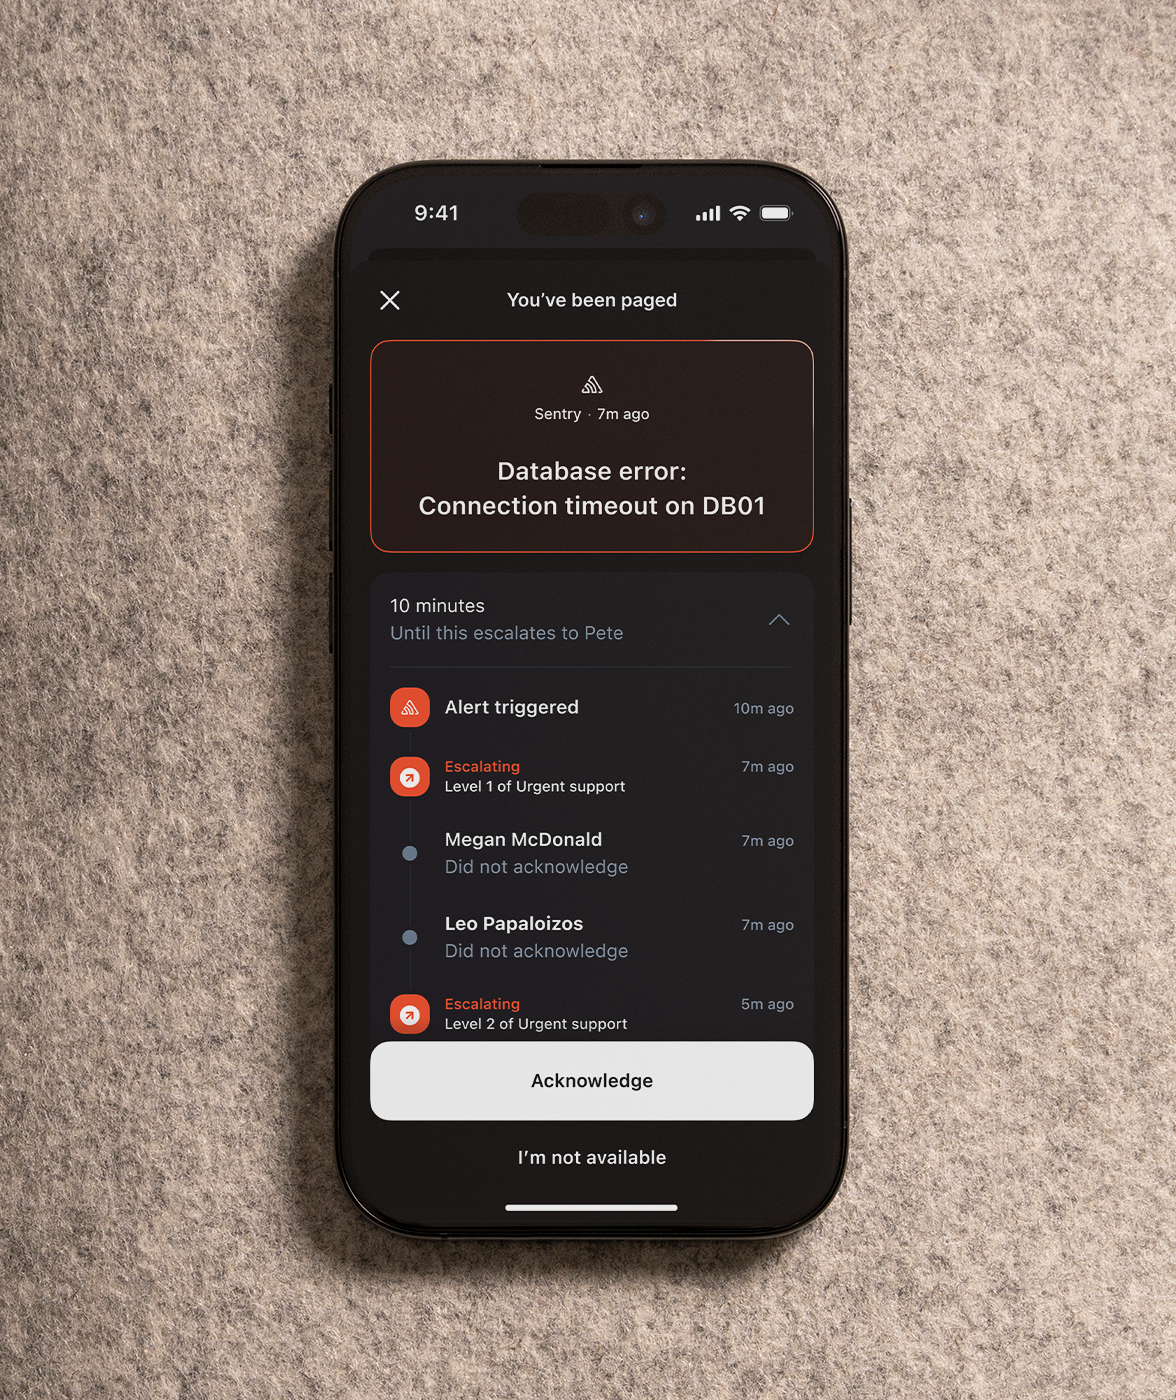 9:41
You’ve been paged
Sentry · 7m ago
Database error:
Connection timeout on DB01
10 minutes
Until this escalates to Pete
Alert triggered
10m ago
Escalating
7m ago
Level 1 of Urgent support
Megan McDonald
7m ago
Did not acknowledge
Leo Papaloizos
7m ago
Did not acknowledge
Escalating
5m ago
Level 2 of Urgent support
Acknowledge
I’m not available